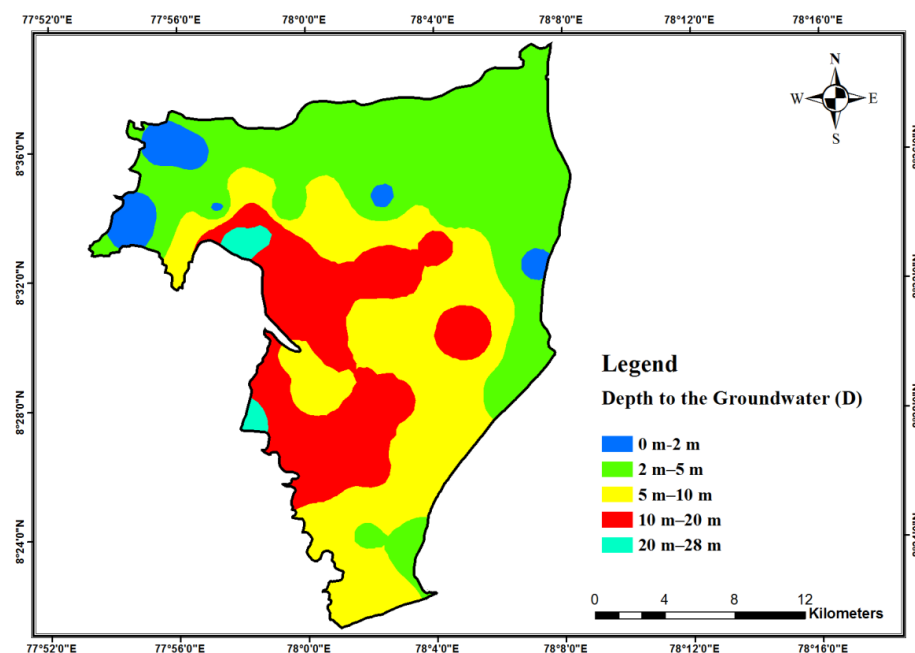 77°52'0"E 77°56'0"E 78°0'0"E 78°4'0"E 78°8'0"E 78°12'0"E 78°16'0"E
N
W E
S
8°36'0"N
8°32'0"N
8°28'0"N
8°24'0"N
Legend
Depth to the Groundwater (D)
0 m-2 m
2 m–5 m
5 m–10 m
10 m–20 m
20 m–28 m
0 2 4 8 12
Kilometers
77°52'0"E 77°56'0"E 78°0'0"E 78°4'0"E 78°8'0"E 78°12'0"E 78°16'0"E